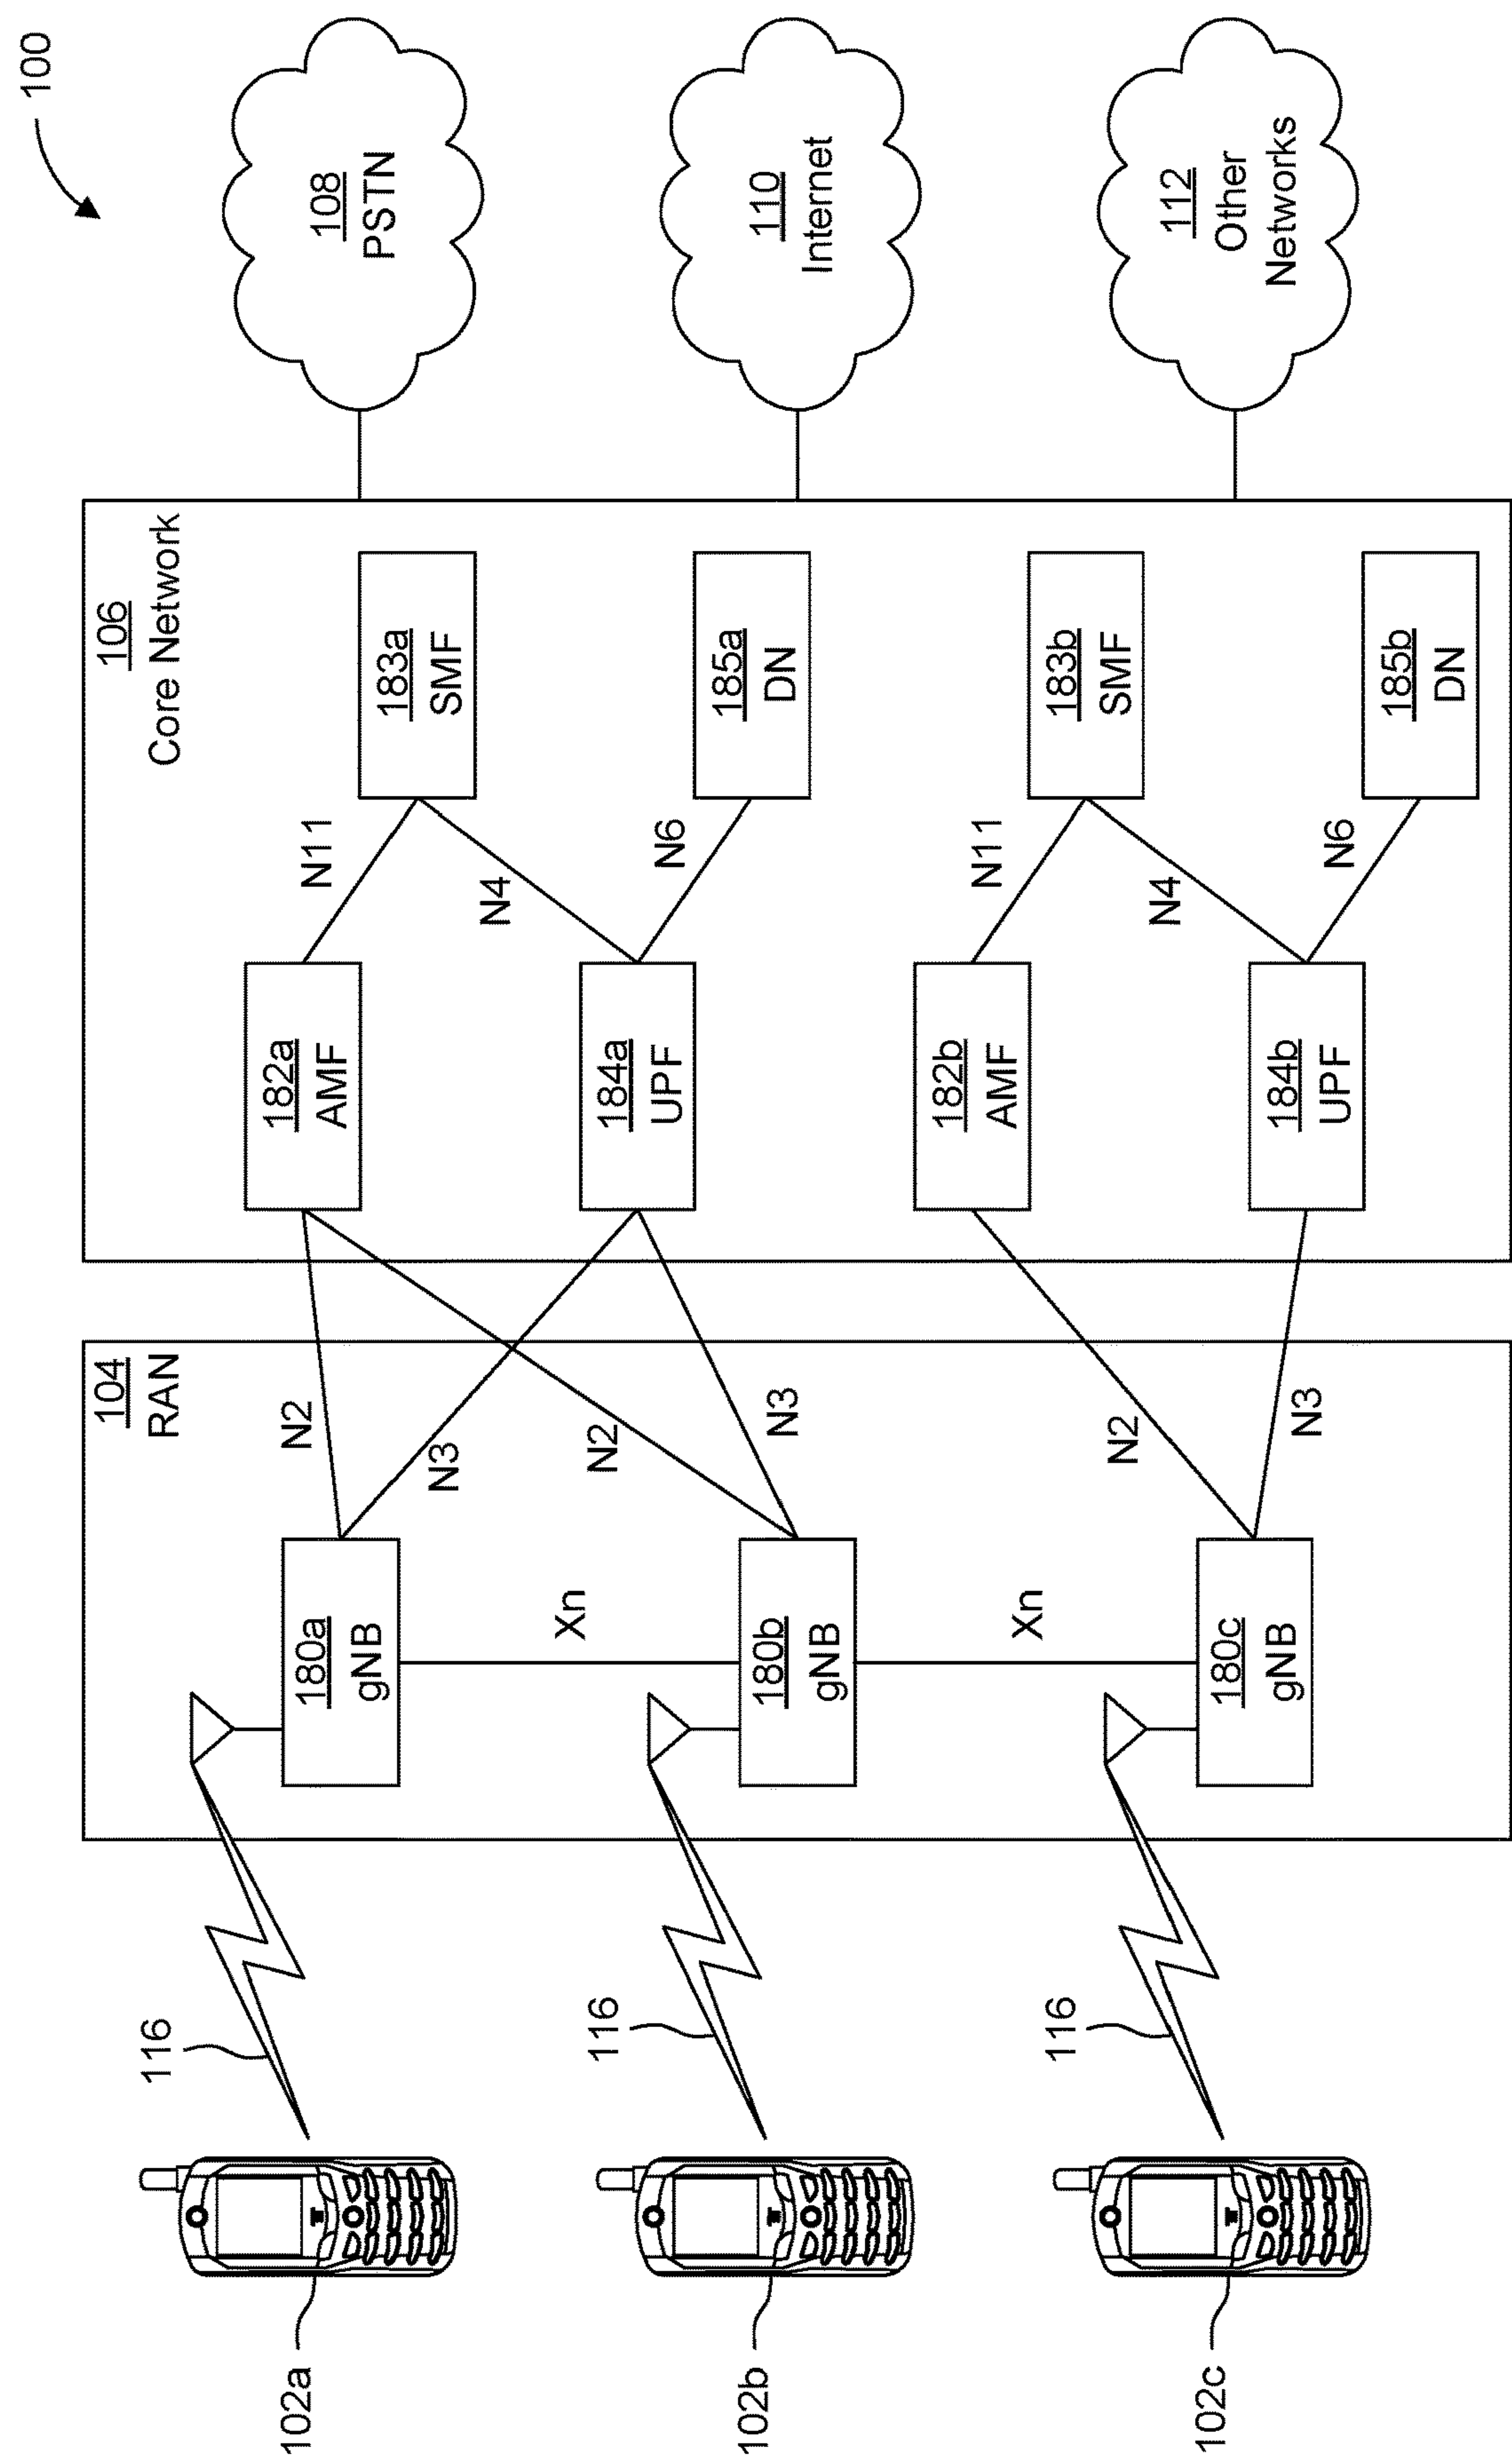 100
108
PSTN
110
Internet
112
Other
Networks
106
Core Network
183a
SMF
185a
DN
183b
SMF
185b
DN
N11
N4
N6
N11
N4
N6
182a
AMF
184a
UPF
182b
AMF
184b
UPF
104
RAN
N2
N3
N2
N3
N2
N3
180a
gNB
Xn
180b
gNB
Xn
180c
gNB
116
116
116
102a
102b
102c